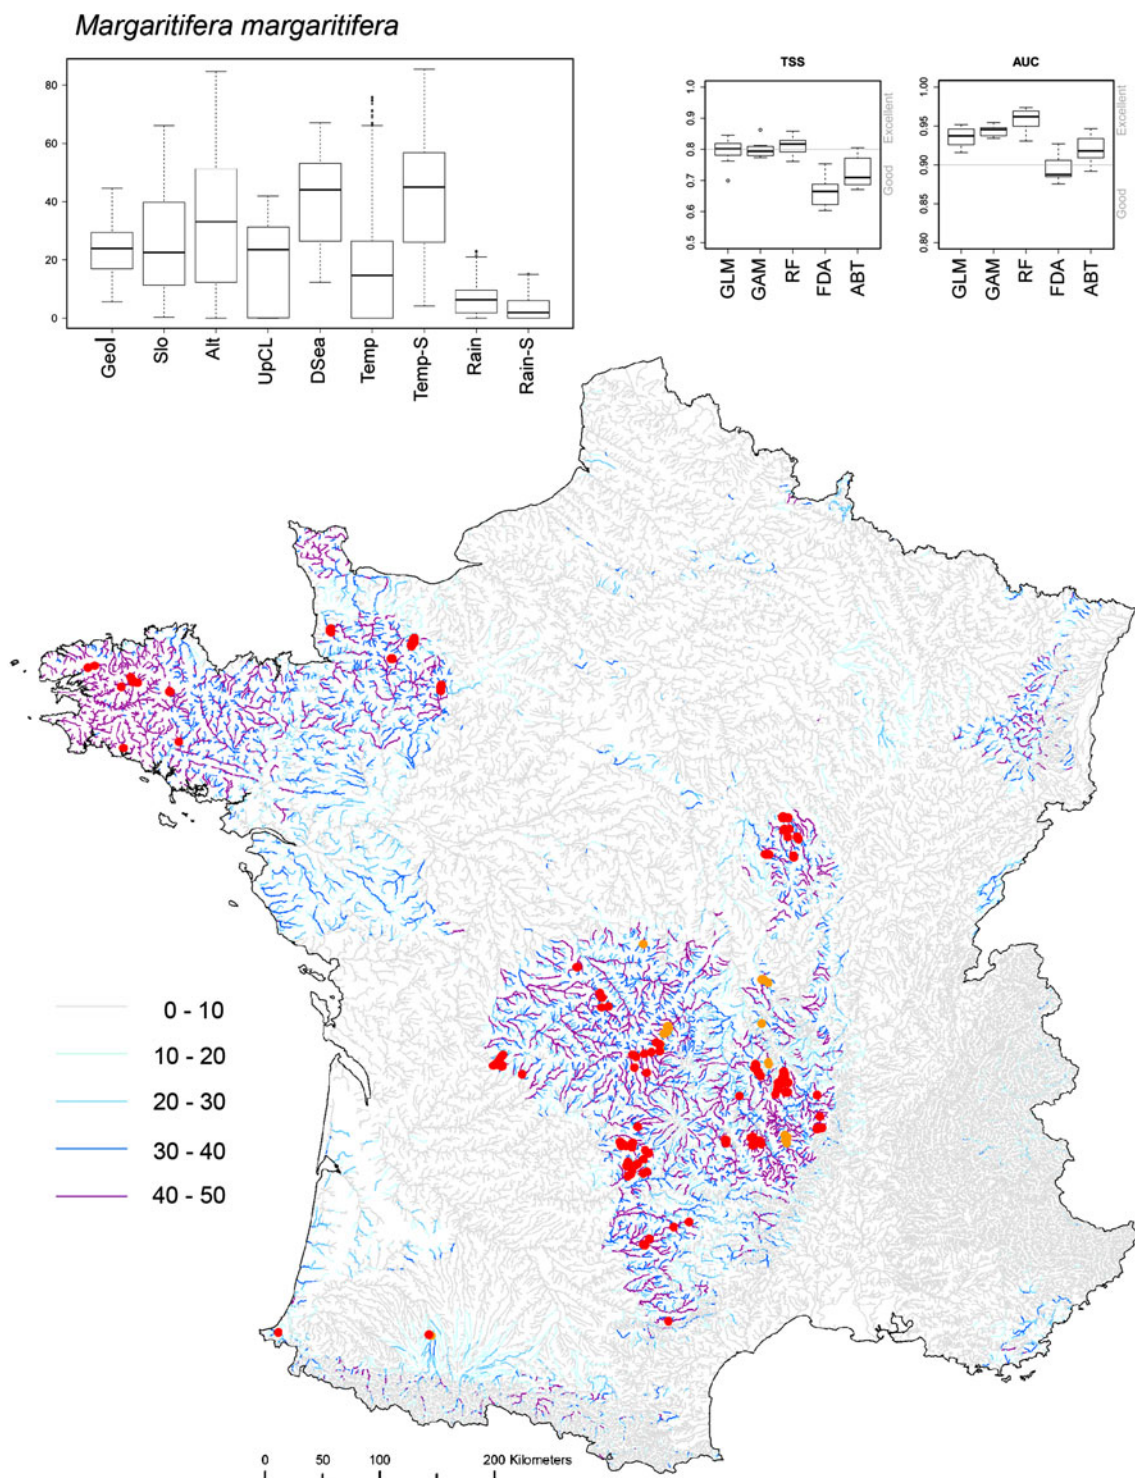 Margaritifera margaritifera
80
60
40
20
0
Geol
Slo
Alt
UpCL
DSea
Temp
Temp-S
Rain
Rain-S
TSS
1.0
0.9
0.8
0.7
0.6
0.5
Excellent
Good
GLM
GAM
RF
FDA
ABT
AUC
1.00
0.95
0.90
0.85
0.80
Excellent
Good
GLM
GAM
RF
FDA
ABT
0 - 10
10 - 20
20 - 30
30 - 40
40 - 50
0 50 100 200 Kilometers